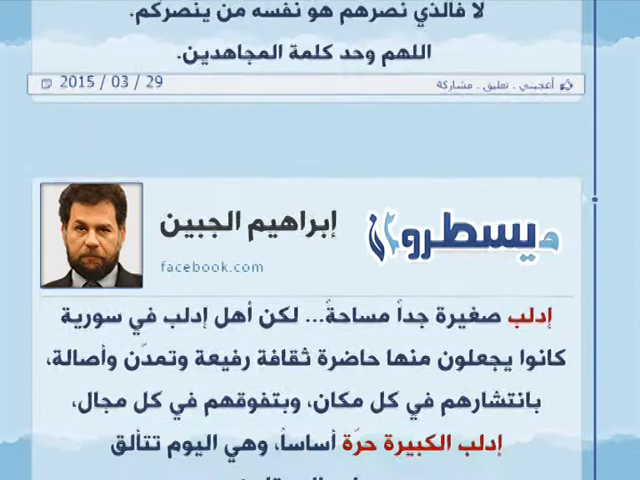 لا فالذي نصرهم هو نفسه من ينصركم.
اللهم وحد كلمة المجاهدين.
أعجبني . تعليق . مشاركة
2015 / 03 / 29
ويسطرون
إبراهيم الجبين
facebook.com
إدلب صغيرة جداً مساحةً... لكن أهل إدلب في سورية
كانوا يجعلون منها حاضرة ثقافة رفيعة وتمدّن وأصالة،
بانتشارهم في كل مكان، وبتفوقهم في كل مجال،
إدلب الكبيرة حرّة أساساً، وهي اليوم تتألق